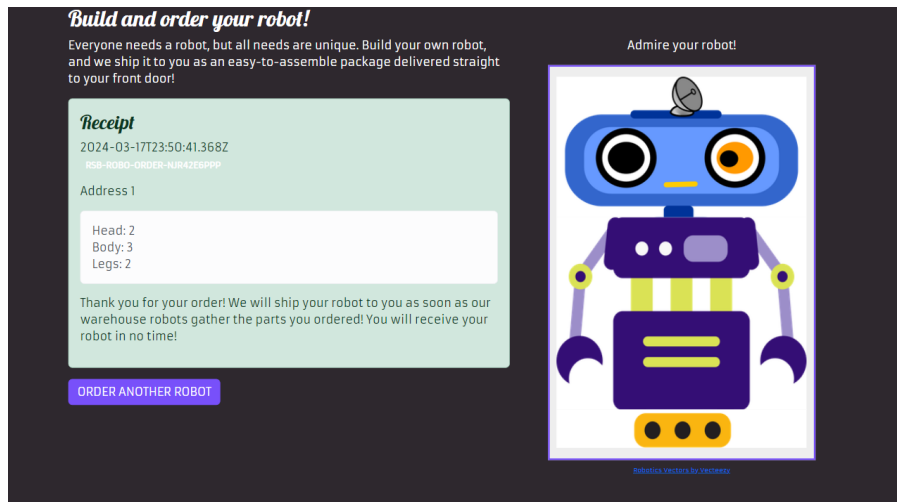 Build and order your robot!
Everyone needs a robot, but all needs are unique. Build your own robot,
and we ship it to you as an easy-to-assemble package delivered straight
to your front door!
Receipt
2024-03-17T23:50:41.368Z
RSB-ROBO-ORDER-NJR42E6PPP
Address 1
Head: 2
Body: 3
Legs: 2
Thank you for your order! We will ship your robot to you as soon as our
warehouse robots gather the parts you ordered! You will receive your
robot in no time!
ORDER ANOTHER ROBOT
Admire your robot!
Robotics Vectors by Vecteezy